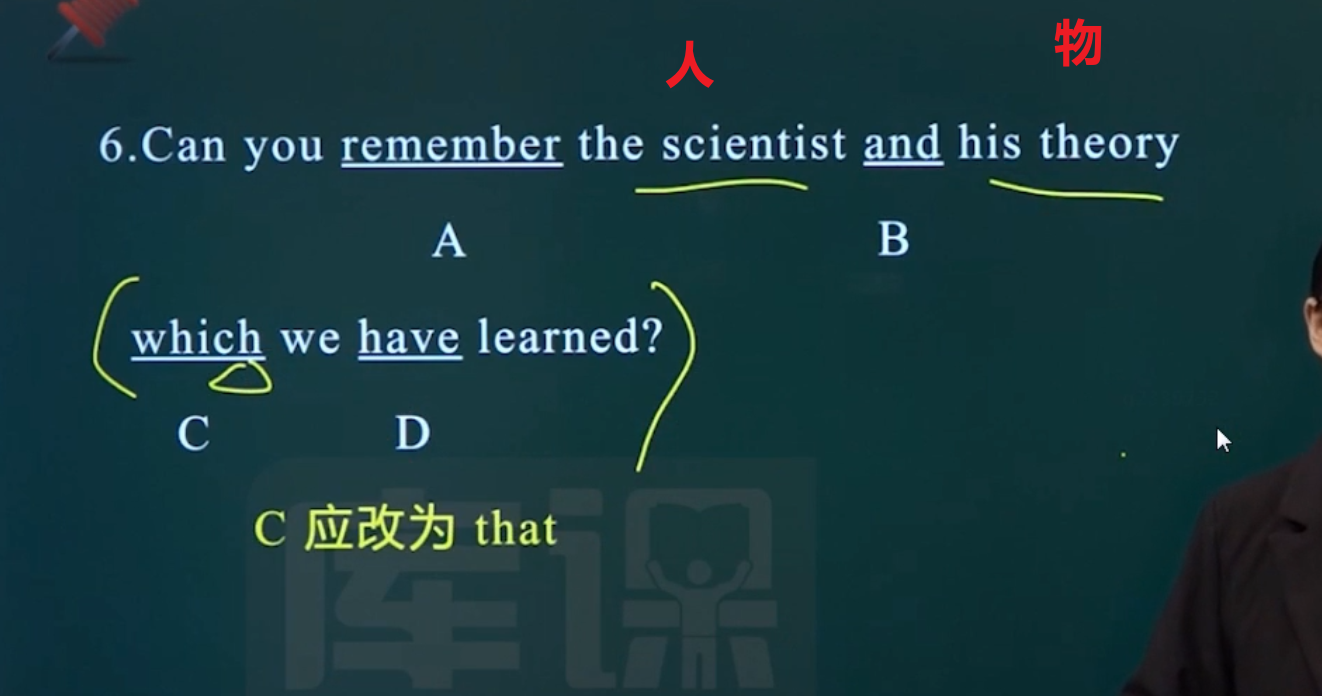 人 物
6.Can you remember the scientist and his theory
A B
which we have learned?
C D
C 应改为 that
库课